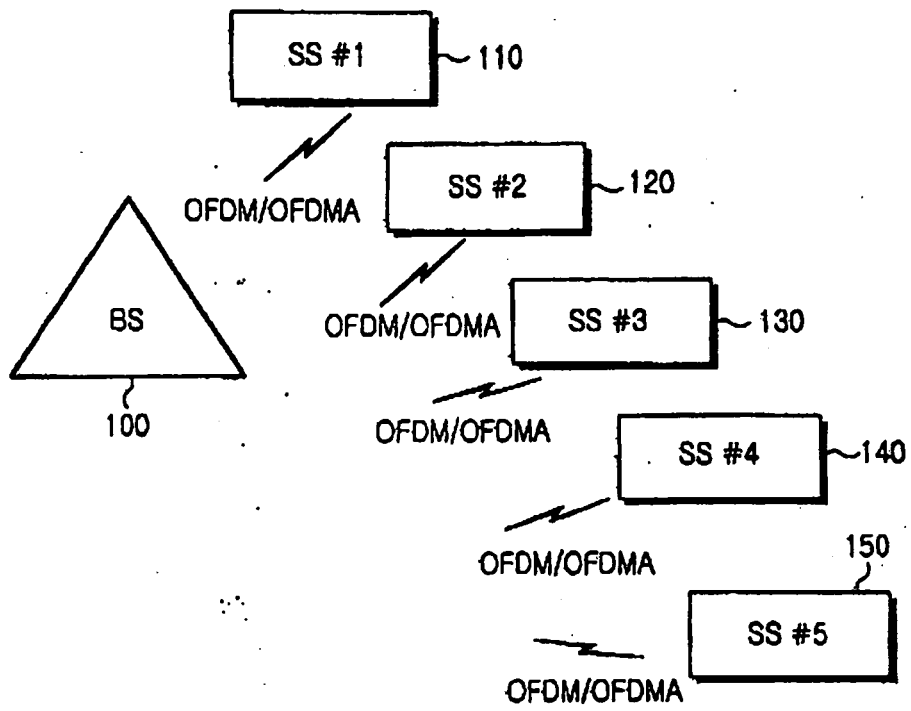 SS #1
110
OFDM/OFDMA
SS #2
120
OFDM/OFDMA
BS
100
SS #3
130
OFDM/OFDMA
SS #4
140
OFDM/OFDMA
150
SS #5
OFDM/OFDMA